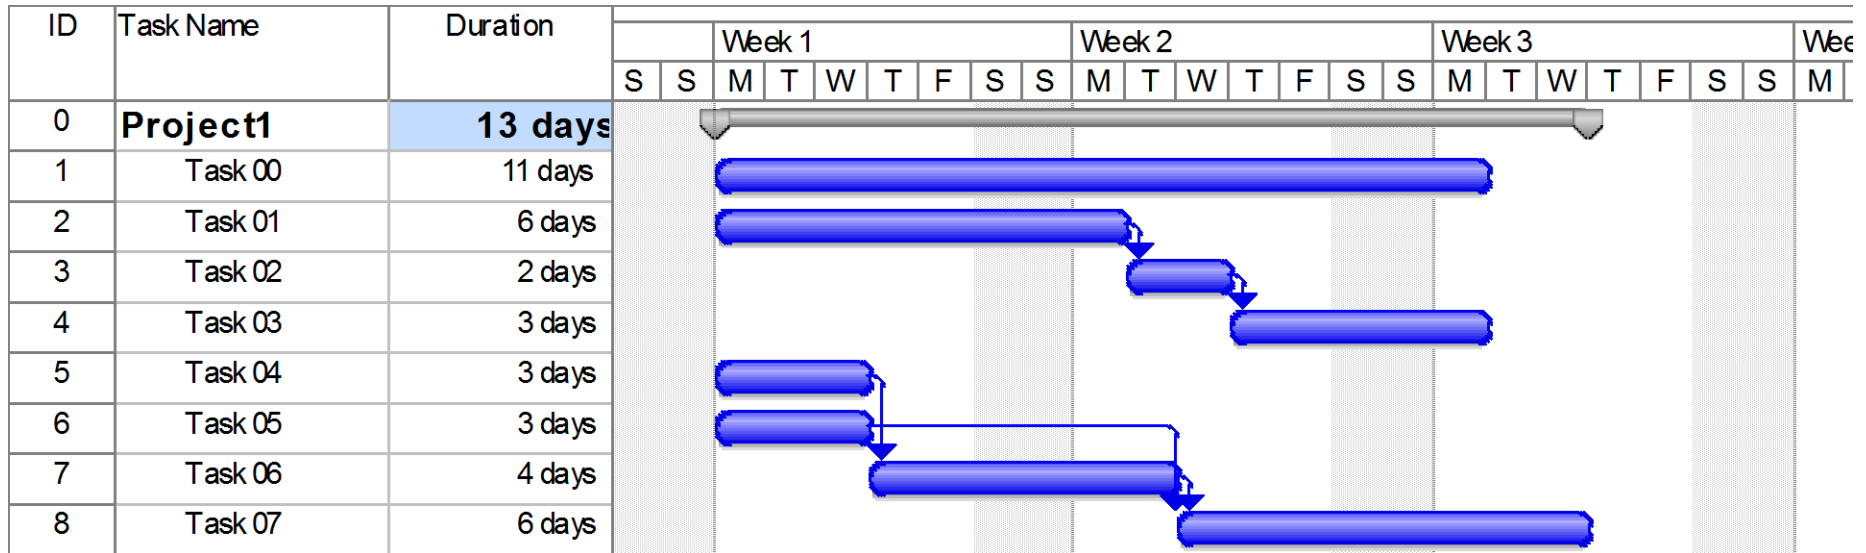 ID Task Name Duration
Week 1 Week 2 Week 3 Wee
S S M T W T F S S M T W T F S S M T W T F S S M
0 Project1 13 days
1 Task 00 11 days
2 Task 01 6 days
3 Task 02 2 days
4 Task 03 3 days
5 Task 04 3 days
6 Task 05 3 days
7 Task 06 4 days
8 Task 07 6 days